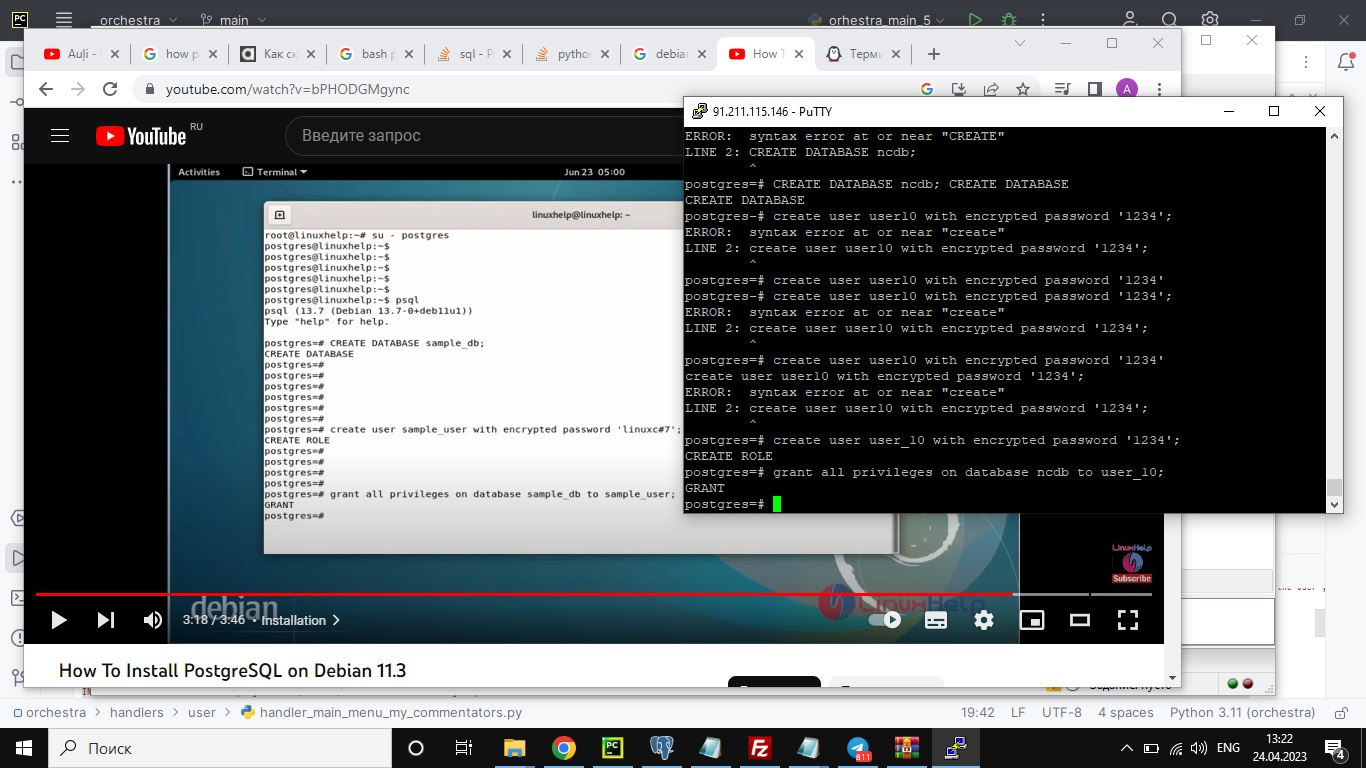 _orchestra
main
orhestra_main_5
Aulі - S
how p
Как ск
bash p
sql - P
python
debian
How T
Терми
youtube.com/watch?v=bPHODGMgync
A
YouTube
RU
Введите запрос
Activities
Terminal
Jun 23 05:00
linuxhelp@linuxhelp: ~
root@linuxhelp:~# su - postgres
postgres@linuxhelp:~$
postgres@linuxhelp:~$
postgres@linuxhelp:~$
postgres@linuxhelp:~$
postgres@linuxhelp:~$
postgres@linuxhelp:~$ psql
psql (13.7 (Debian 13.7-0+deb11u1))
Type "help" for help.
postgres=# CREATE DATABASE sample_db;
CREATE DATABASE
postgres=#
postgres=#
postgres=#
postgres=#
postgres=#
postgres=#
postgres=# create user sample_user with encrypted password 'linuxc#7';
CREATE ROLE
postgres=#
postgres=#
postgres=#
postgres=#
postgres=# grant all privileges on database sample_db to sample_user;
GRANT
postgres=#
debian
LinuxHelp
LinuxHelp
Subscribe
3:18 / 3:46 • Installation
How To Install PostgreSQL on Debian 11.3
91.211.115.146 - PuTTY
ERROR:  syntax error at or near "CREATE"
LINE 2: CREATE DATABASE ncdb;
^
postgres=# CREATE DATABASE ncdb; CREATE DATABASE
CREATE DATABASE
postgres-# create user user10 with encrypted password '1234';
ERROR:  syntax error at or near "create"
LINE 2: create user user10 with encrypted password '1234';
^
postgres=# create user user10 with encrypted password '1234'
postgres-# create user user10 with encrypted password '1234';
ERROR:  syntax error at or near "create"
LINE 2: create user user10 with encrypted password '1234';
^
postgres=# create user user10 with encrypted password '1234'
create user user10 with encrypted password '1234';
ERROR:  syntax error at or near "create"
LINE 2: create user user10 with encrypted password '1234';
^
postgres=# create user user_10 with encrypted password '1234';
CREATE ROLE
postgres=# grant all privileges on database ncdb to user_10;
GRANT
postgres=#
orchestra > handlers > user > handler_main_menu_my_commentators.py
19:42
LF
UTF-8
4 spaces
Python 3.11 (orchestra)
Поиск
811
ENG
13:22
24.04.2023
4